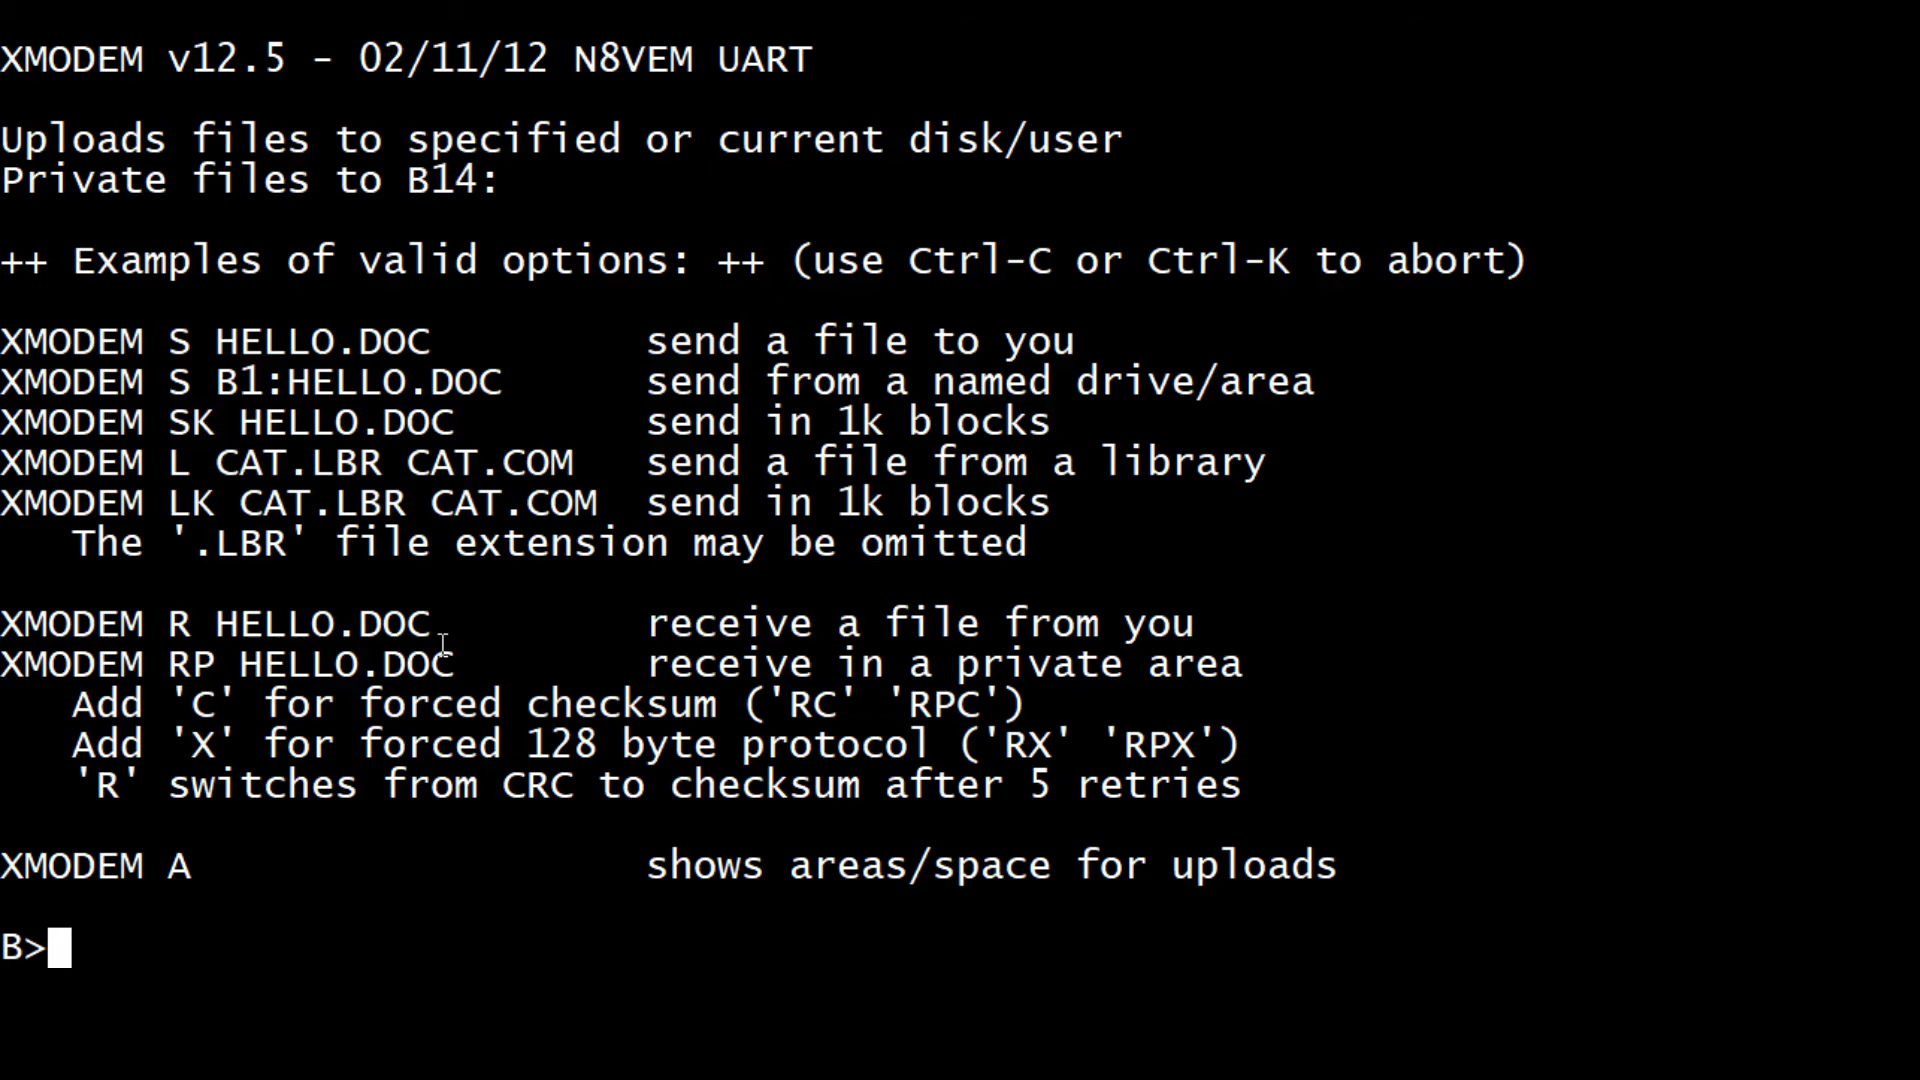 XMODEM v12.5 - 02/11/12 N8VEM UART
Uploads files to specified or current disk/user
Private files to B14:
++ Examples of valid options: ++ (use Ctrl-C or Ctrl-K to abort)
XMODEM S HELLO.DOC         send a file to you
XMODEM S B1:HELLO.DOC      send from a named drive/area
XMODEM SK HELLO.DOC        send in 1k blocks
XMODEM L CAT.LBR CAT.COM   send a file from a library
XMODEM LK CAT.LBR CAT.COM  send in 1k blocks
   The '.LBR' file extension may be omitted
XMODEM R HELLO.DOC         receive a file from you
XMODEM RP HELLO.DOC        receive in a private area
   Add 'C' for forced checksum ('RC' 'RPC')
   Add 'X' for forced 128 byte protocol ('RX' 'RPX')
   'R' switches from CRC to checksum after 5 retries
XMODEM A                   shows areas/space for uploads
B>